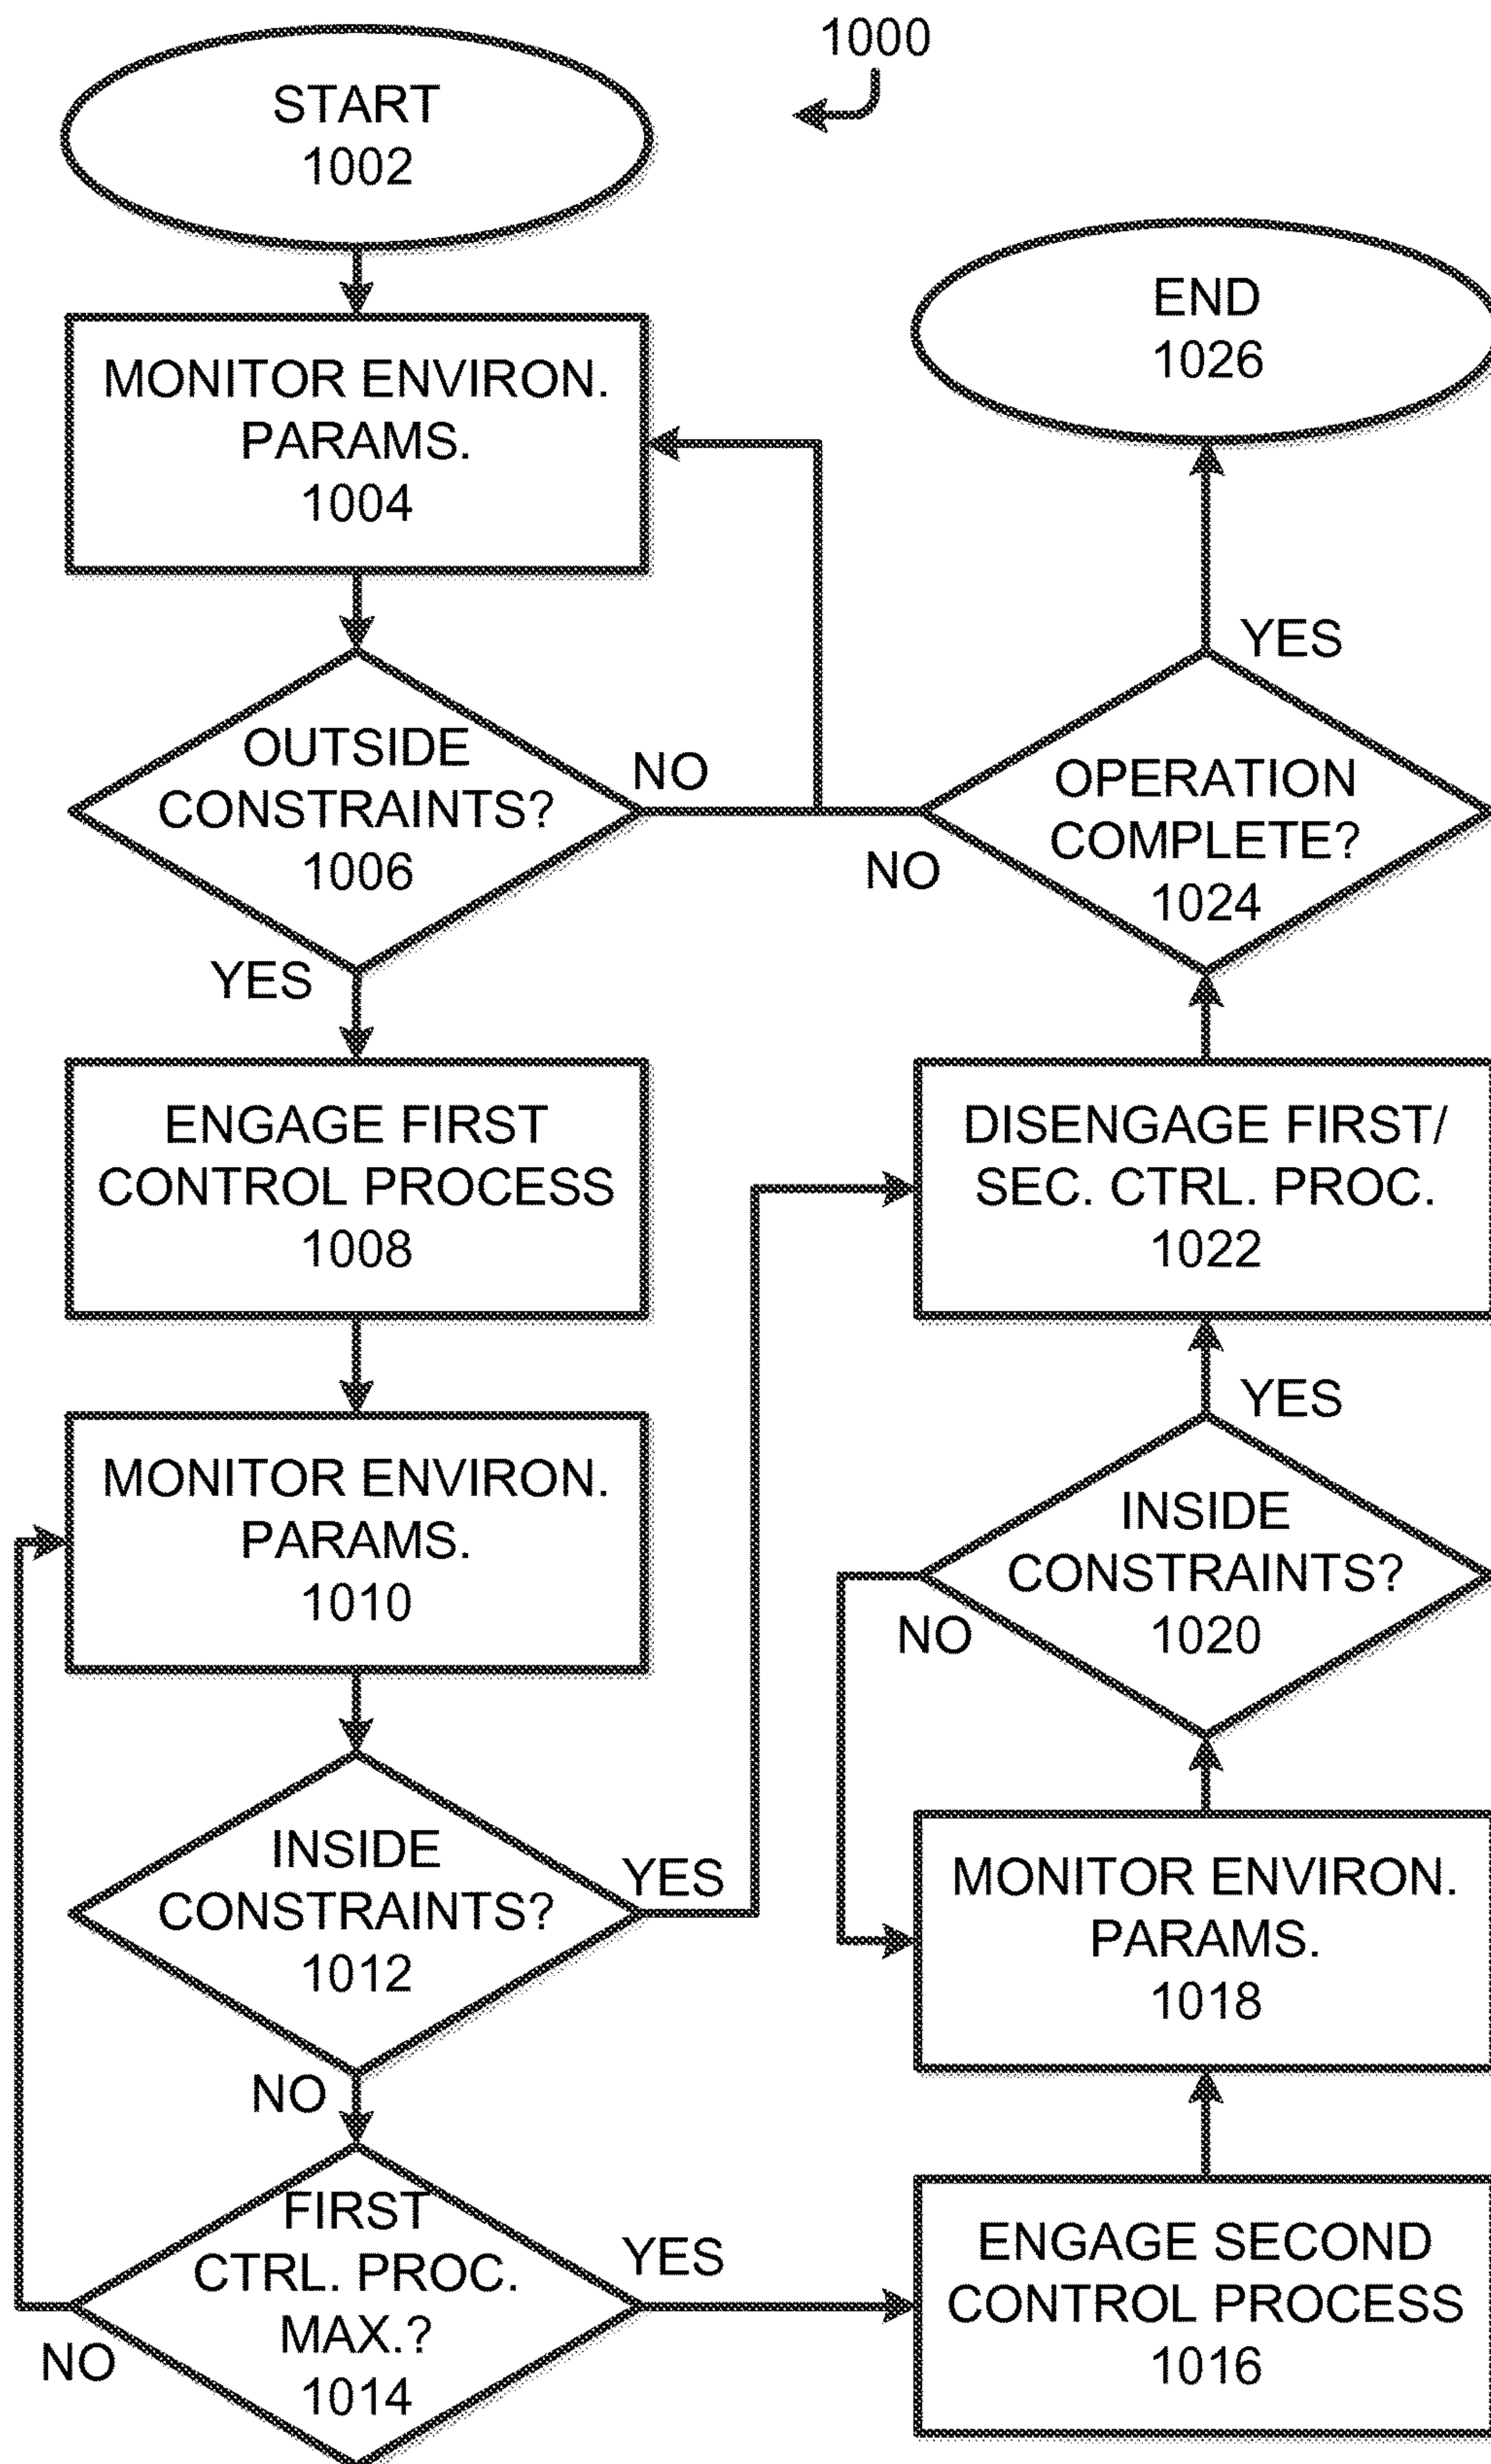 1000
START
1002
MONITOR ENVIRON.
PARAMS.
1004
OUTSIDE
CONSTRAINTS?
1006
NO
YES
ENGAGE FIRST
CONTROL PROCESS
1008
MONITOR ENVIRON.
PARAMS.
1010
INSIDE
CONSTRAINTS?
1012
YES
NO
FIRST
CTRL. PROC.
MAX.?
1014
NO
YES
ENGAGE SECOND
CONTROL PROCESS
1016
MONITOR ENVIRON.
PARAMS.
1018
INSIDE
CONSTRAINTS?
1020
NO
YES
DISENGAGE FIRST/
SEC. CTRL. PROC.
1022
OPERATION
COMPLETE?
1024
NO
YES
END
1026